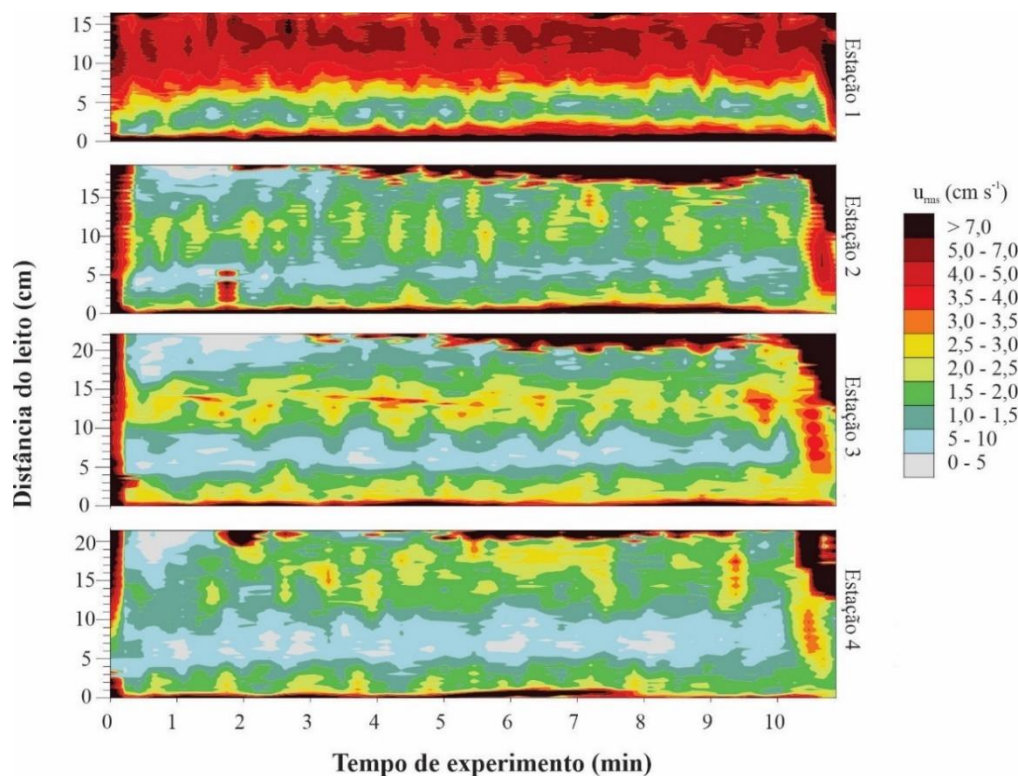 Distância do leito (cm)
15
10
5
0
Estação 1
15
10
5
0
Estação 2
20
15
10
5
0
Estação 3
20
15
10
5
0
Estação 4
0 1 2 3 4 5 6 7 8 9 10
Tempo de experimento (min)
u_rms (cm s⁻¹)
> 7,0
5,0 - 7,0
4,0 - 5,0
3,5 - 4,0
3,0 - 3,5
2,5 - 3,0
2,0 - 2,5
1,5 - 2,0
1,0 - 1,5
5 - 10
0 - 5